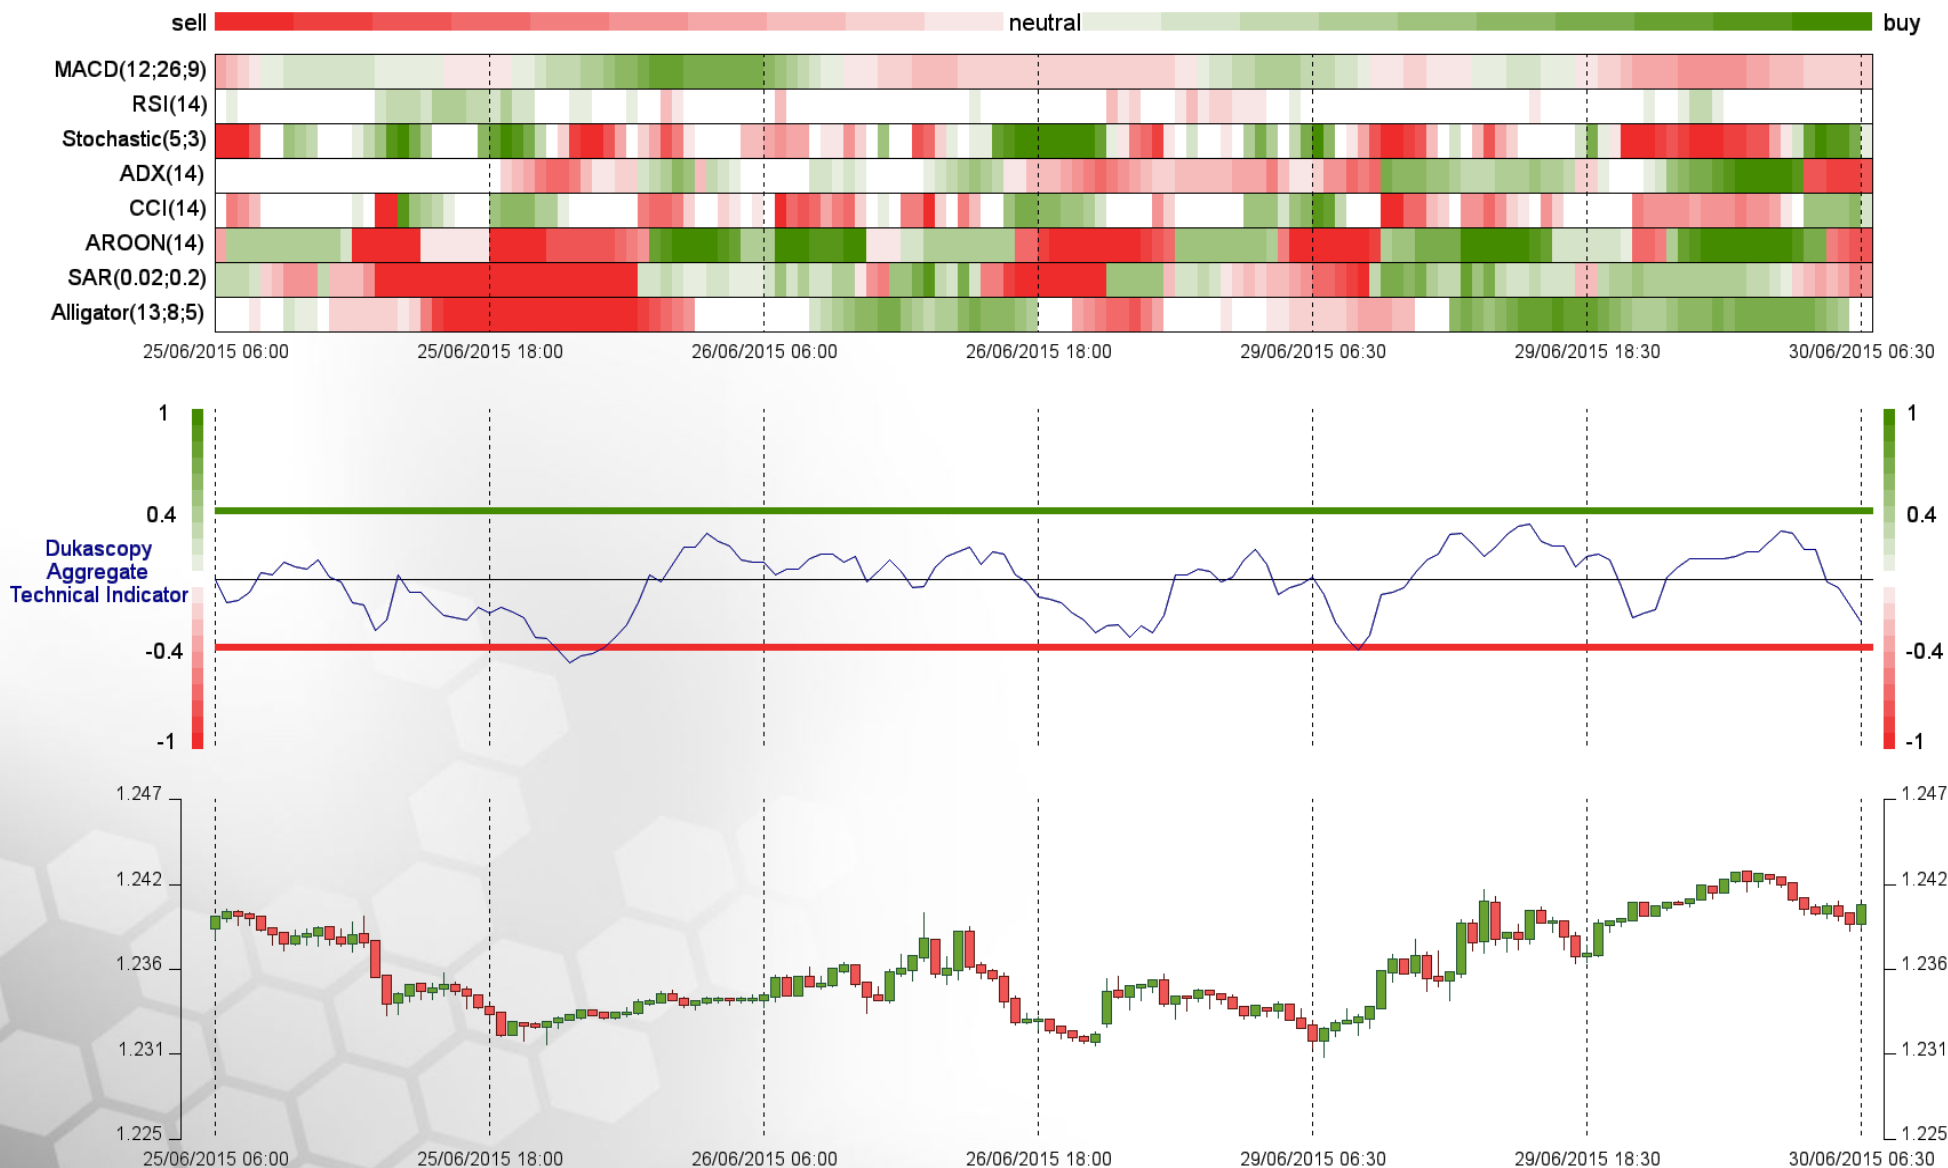 sell neutral buy
MACD(12;26;9)
RSI(14)
Stochastic(5;3)
ADX(14)
CCI(14)
AROON(14)
SAR(0.02;0.2)
Alligator(13;8;5)
25/06/2015 06:00 25/06/2015 18:00 26/06/2015 06:00 26/06/2015 18:00 29/06/2015 06:30 29/06/2015 18:30 30/06/2015 06:30
1 1
0.4 0.4
Dukascopy
Aggregate
Technical Indicator
-0.4 -0.4
-1 -1
1.247 1.247
1.242 1.242
1.236 1.236
1.231 1.231
1.225 1.225
25/06/2015 06:00 25/06/2015 18:00 26/06/2015 06:00 26/06/2015 18:00 29/06/2015 06:30 29/06/2015 18:30 30/06/2015 06:30